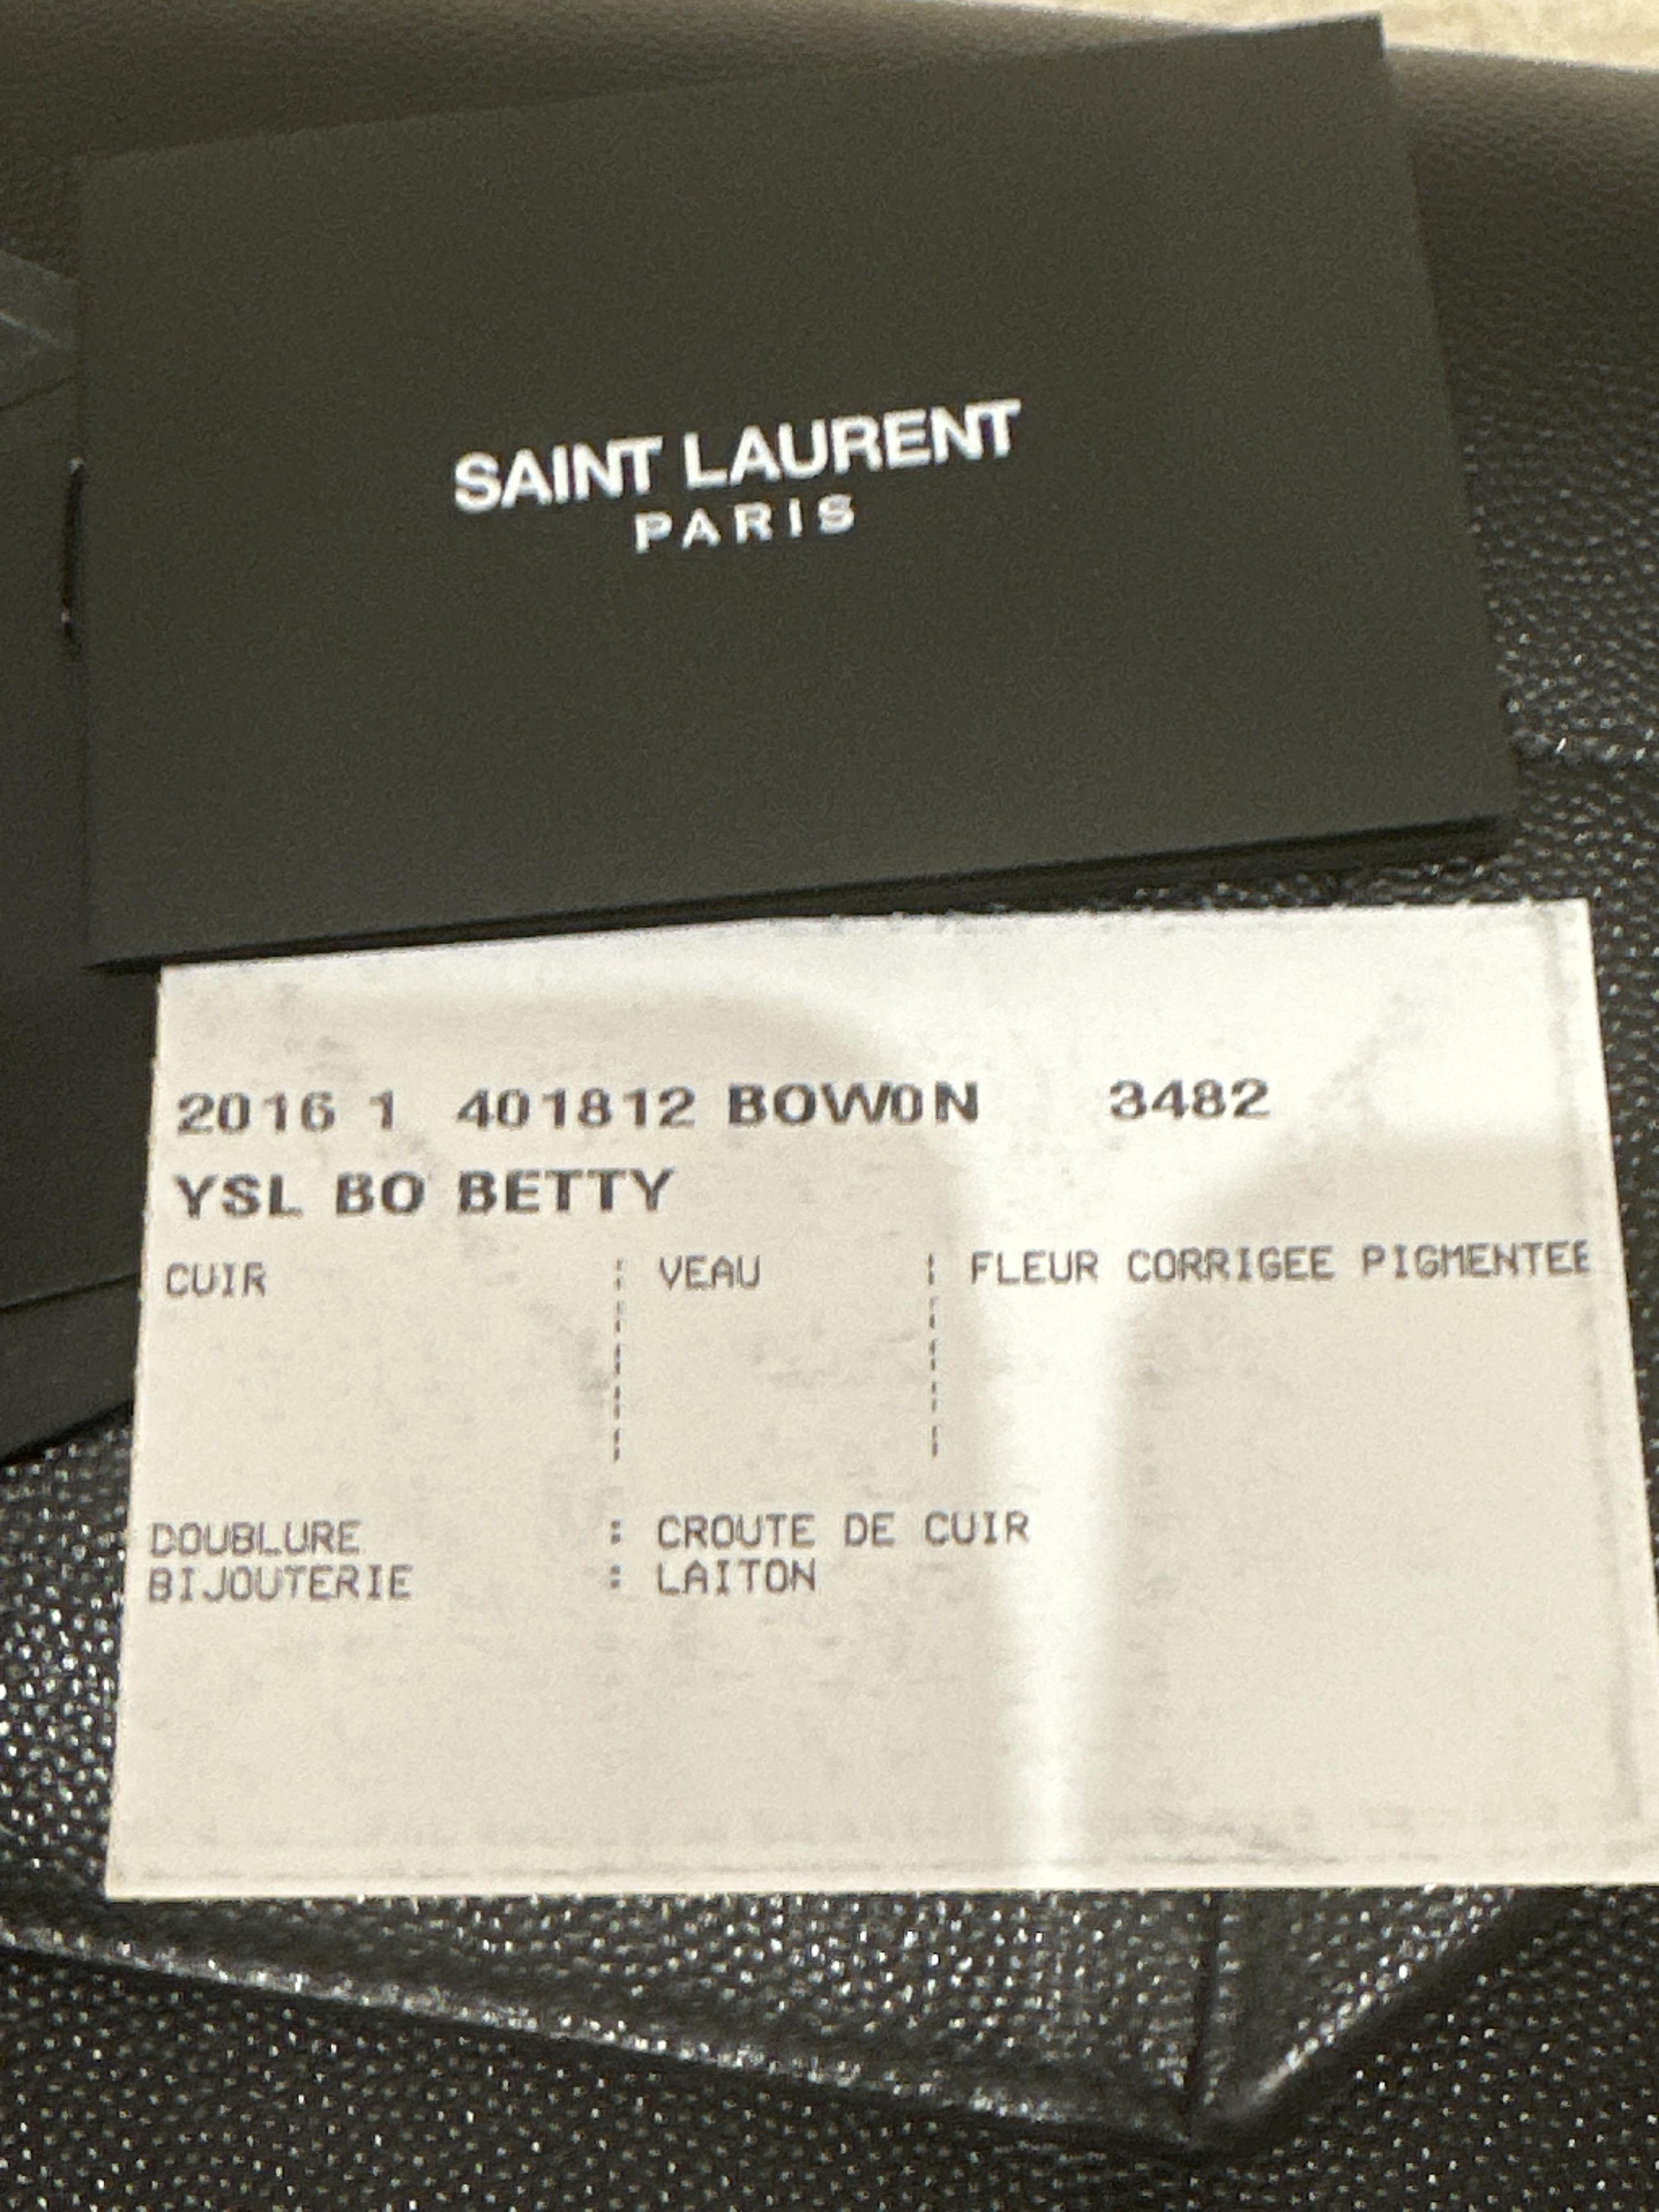 SAINT LAURENT
PARIS
2016 1 401812 BOW0N 3482
YSL BO BETTY
CUIR ¦ VEAU ¦ FLEUR CORRIGEE PIGMENTEE
DOUBLURE : CROUTE DE CUIR
BIJOUTERIE : LAITON